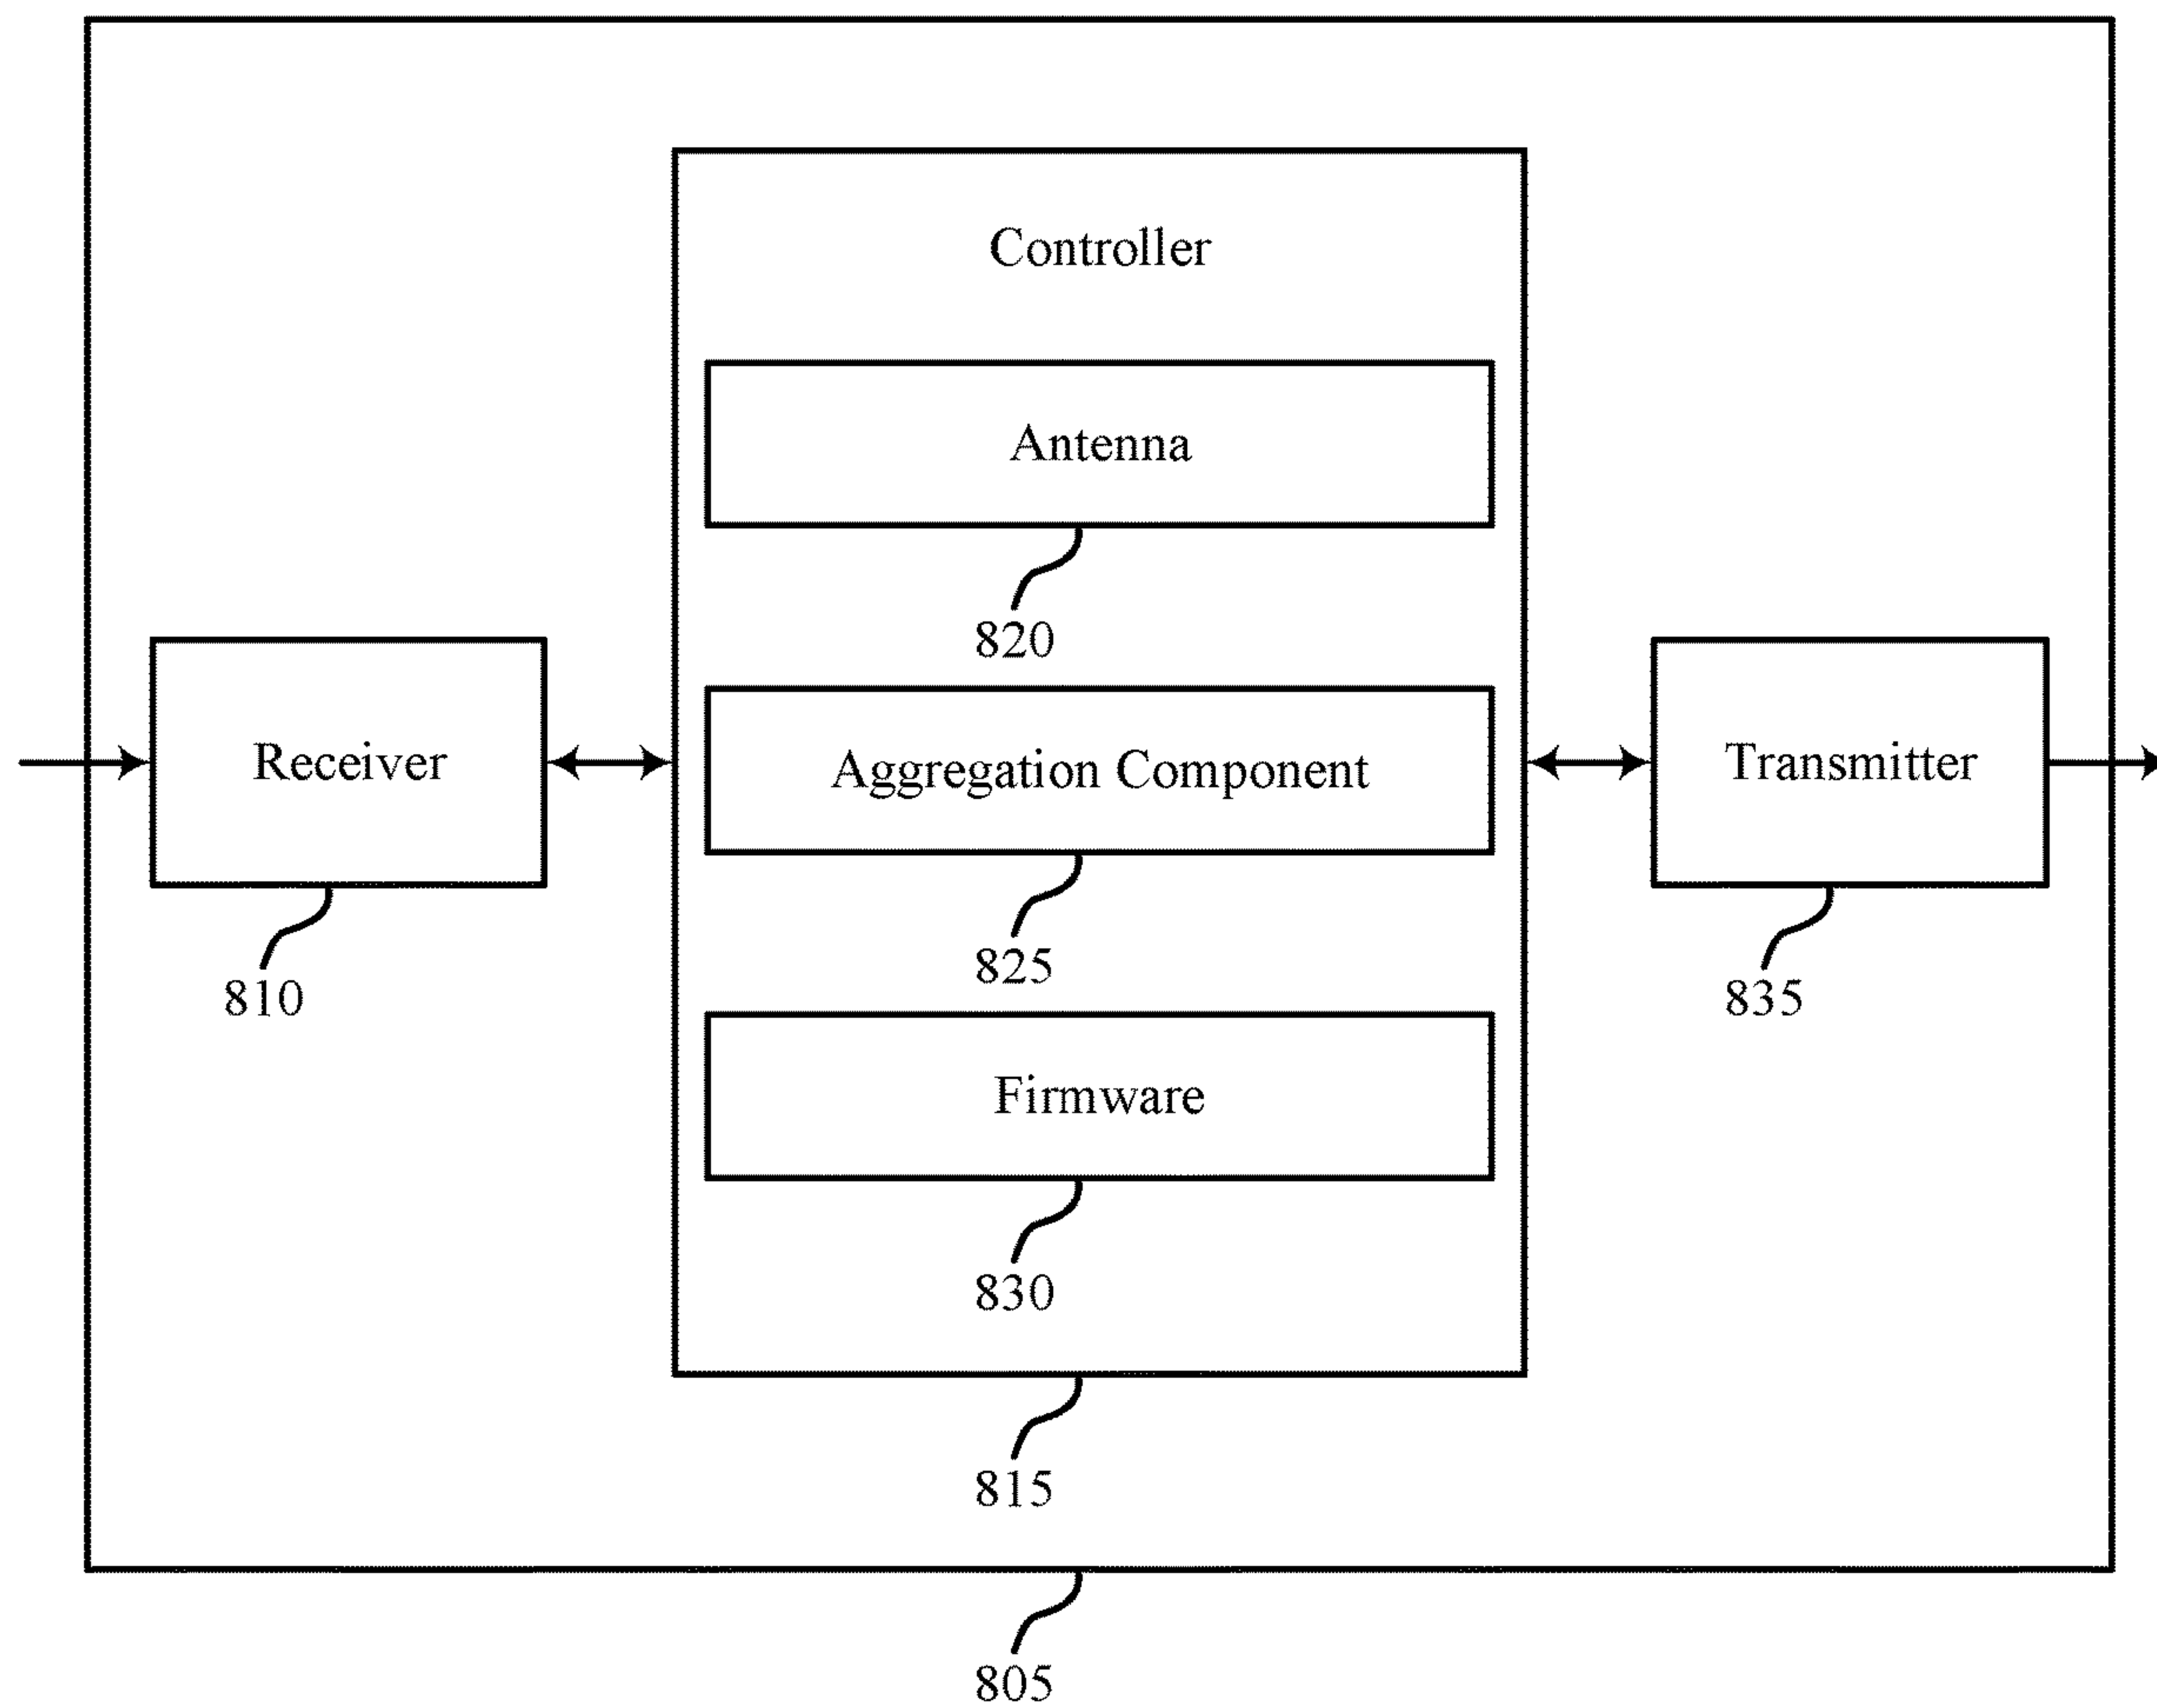 Controller
Antenna
820
Receiver
Aggregation Component
Transmitter
825
810
835
Firmware
830
815
805